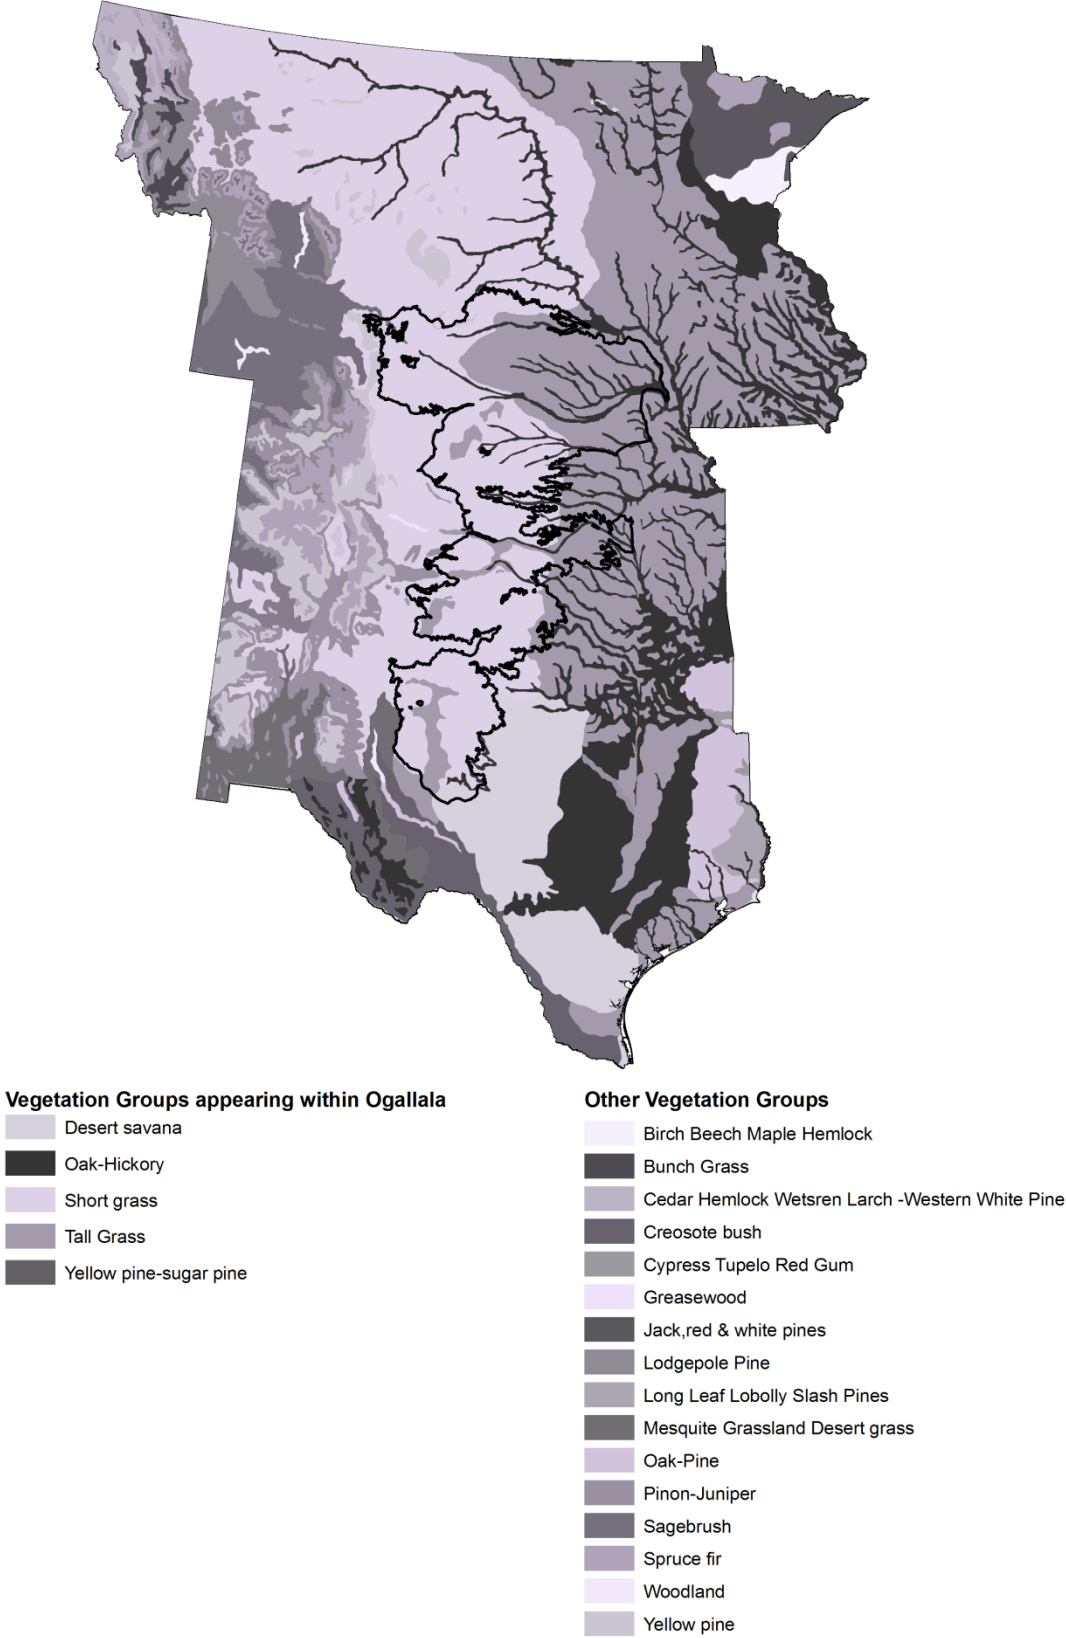 Vegetation Groups appearing within Ogallala
Desert savana
Oak-Hickory
Short grass
Tall Grass
Yellow pine-sugar pine
Other Vegetation Groups
Birch Beech Maple Hemlock
Bunch Grass
Cedar Hemlock Wetsren Larch -Western White Pine
Creosote bush
Cypress Tupelo Red Gum
Greasewood
Jack,red & white pines
Lodgepole Pine
Long Leaf Lobolly Slash Pines
Mesquite Grassland Desert grass
Oak-Pine
Pinon-Juniper
Sagebrush
Spruce fir
Woodland
Yellow pine